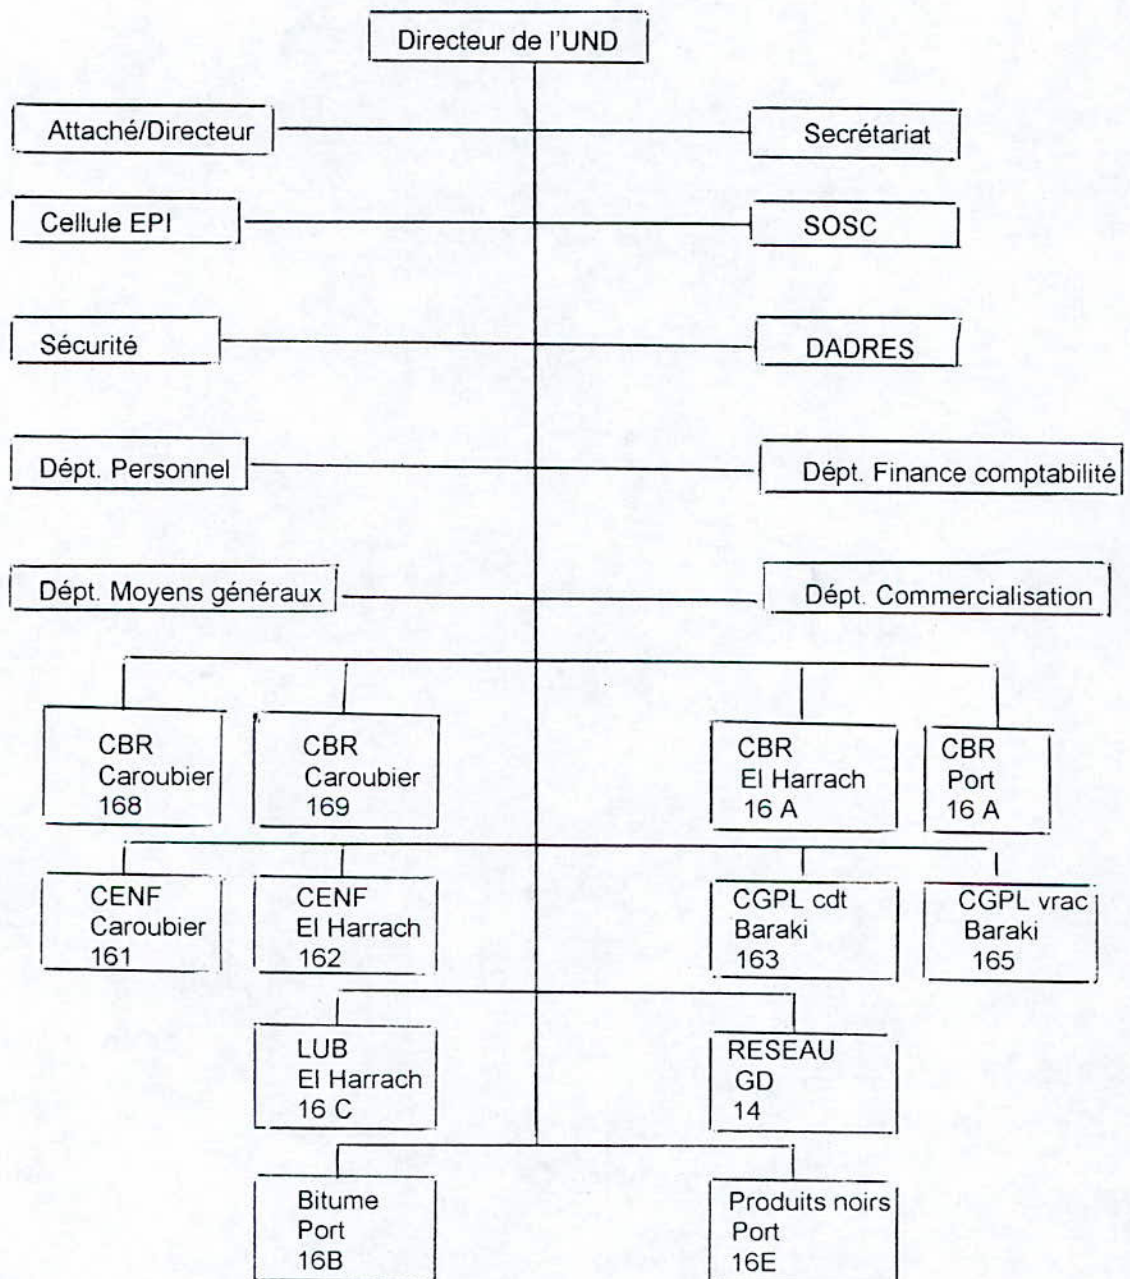 Directeur de l'UND
Attaché/Directeur
Secrétariat
Cellule EPI
SOSC
Sécurité
DADRES
Dépt. Personnel
Dépt. Finance comptabilité
Dépt. Moyens généraux
Dépt. Commercialisation
CBR
Caroubier
168
CBR
Caroubier
169
CBR
El Harrach
16 A
CBR
Port
16 A
CENF
Caroubier
161
CENF
El Harrach
162
CGPL cdt
Baraki
163
CGPL vrac
Baraki
165
LUB
El Harrach
16 C
RESEAU
GD
14
Bitume
Port
16B
Produits noirs
Port
16E